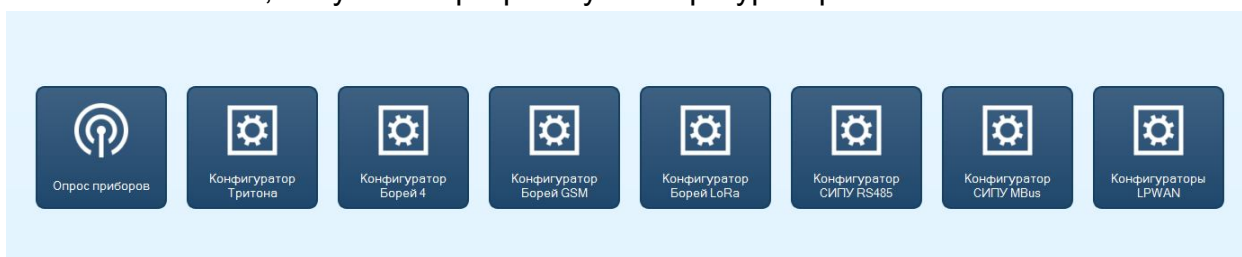 Опрос приборов
Конфигуратор
Тритона
Конфигуратор
Борей 4
Конфигуратор
Борей GSM
Конфигуратор
Борей LoRa
Конфигуратор
СИПУ RS485
Конфигуратор
СИПУ MBus
Конфигураторы
LPWAN